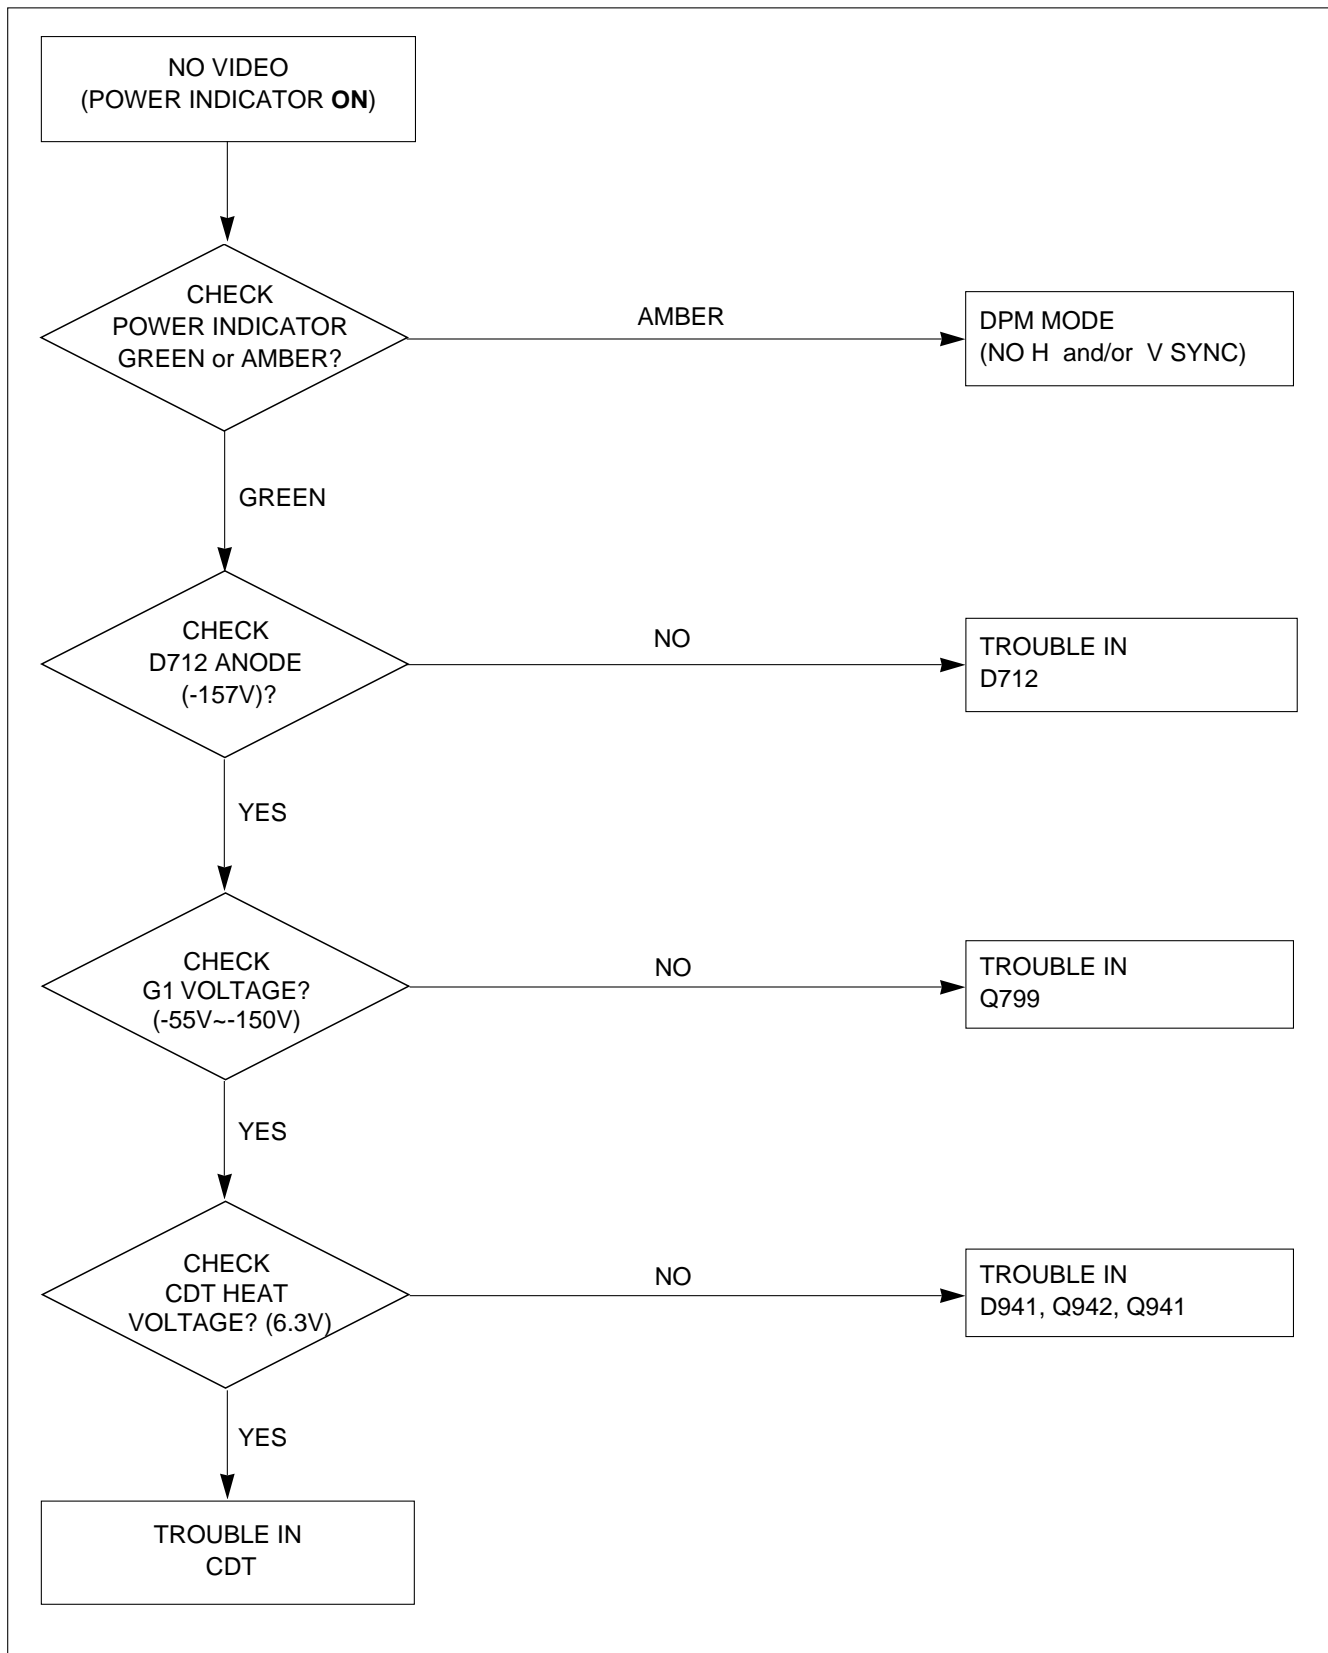 NO VIDEO
(POWER INDICATOR ON)
CHECK
POWER INDICATOR
GREEN or AMBER?
AMBER
DPM MODE
(NO H and/or V SYNC)
GREEN
CHECK
D712 ANODE
(-157V)?
NO
TROUBLE IN
D712
YES
CHECK
G1 VOLTAGE?
(-55V~-150V)
NO
TROUBLE IN
Q799
YES
CHECK
CDT HEAT
VOLTAGE? (6.3V)
NO
TROUBLE IN
D941, Q942, Q941
YES
TROUBLE IN
CDT